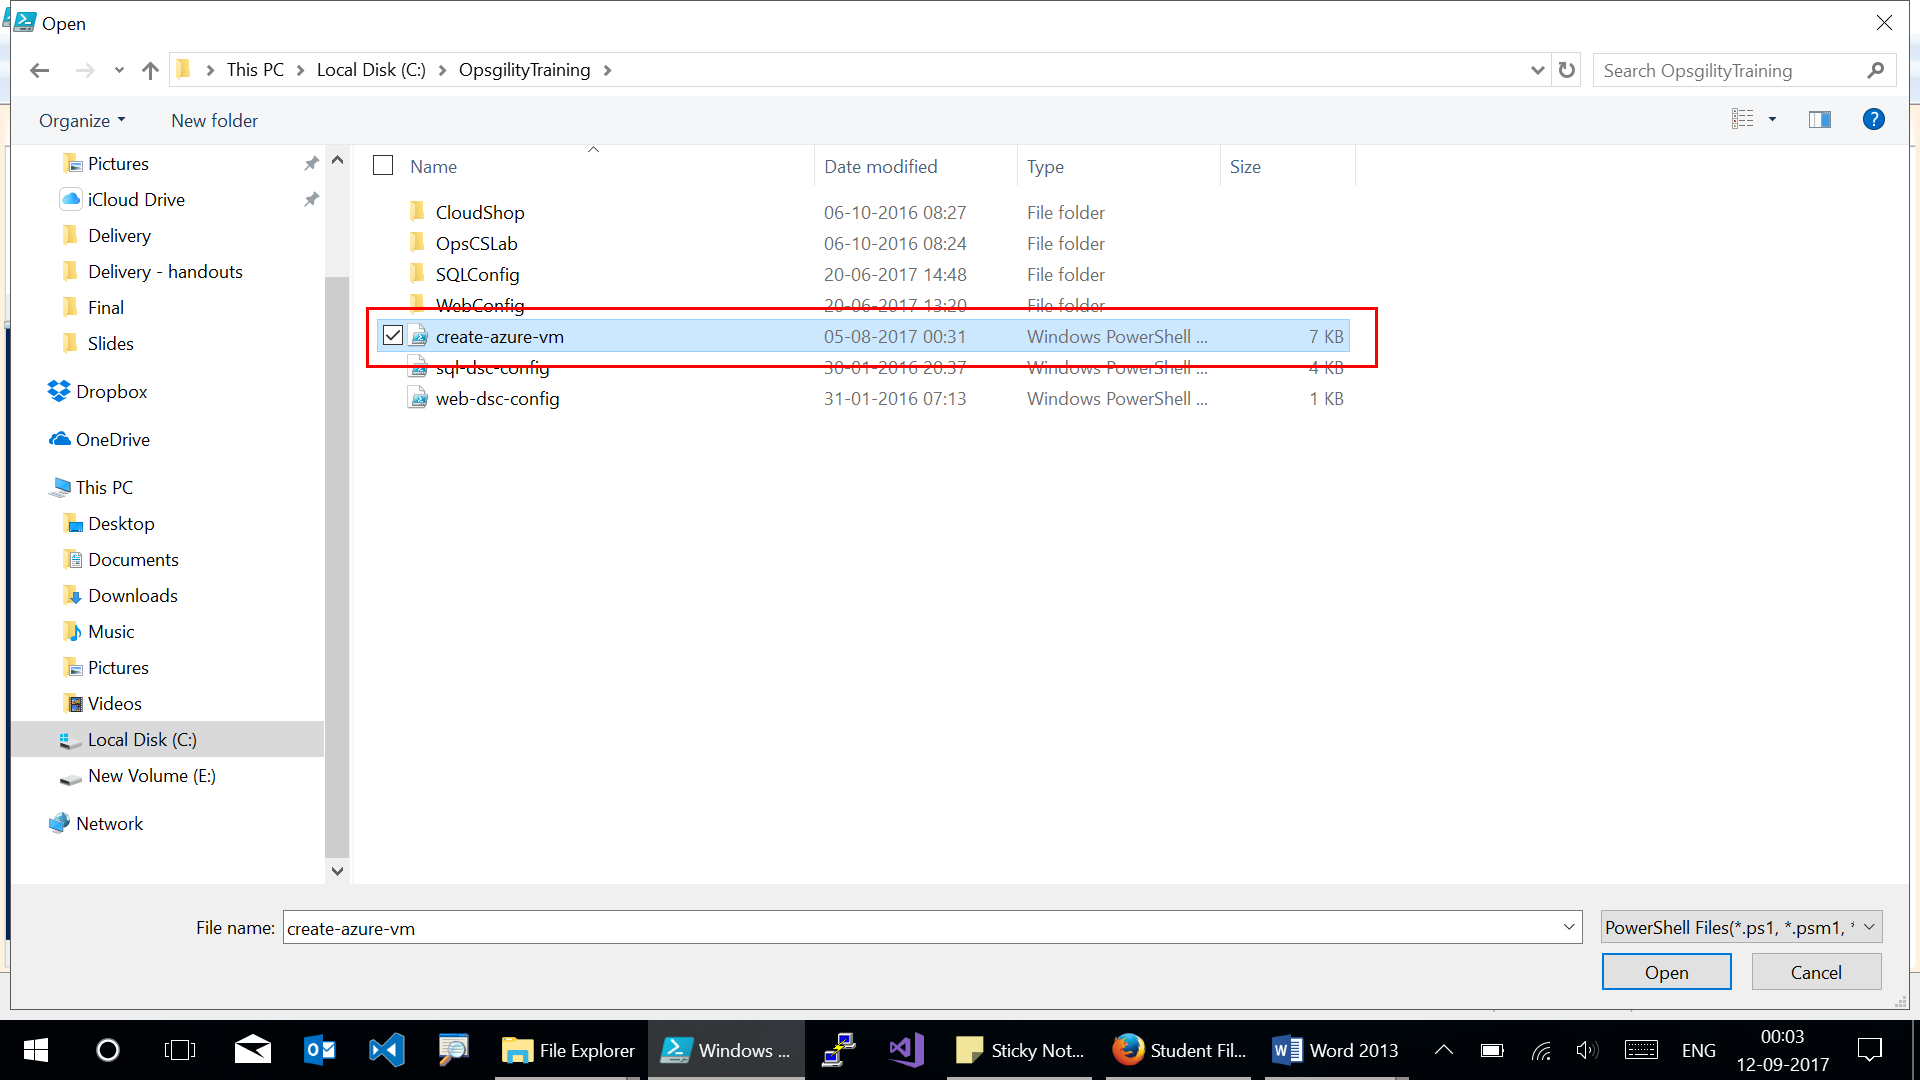 Open
This PC Local Disk (C:) OpsgilityTraining
Search OpsgilityTraining
Organize New folder
?
Pictures
iCloud Drive
Delivery
Delivery - handouts
Final
Slides
Dropbox
OneDrive
This PC
Desktop
Documents
Downloads
Music
Pictures
Videos
Local Disk (C:)
New Volume (E:)
Network
Name Date modified Type Size
CloudShop 06-10-2016 08:27 File folder
OpsCSLab 06-10-2016 08:24 File folder
SQLConfig 20-06-2017 14:48 File folder
WebConfig 20-06-2017 13:20 File folder
create-azure-vm 05-08-2017 00:31 Windows PowerShell ... 7 KB
sql-dsc-config 30-01-2016 20:37 Windows PowerShell ... 4 KB
web-dsc-config 31-01-2016 07:13 Windows PowerShell ... 1 KB
File name: create-azure-vm
PowerShell Files(*.ps1, *.psm1, *
Open Cancel
File Explorer Windows ... Sticky Not... Student Fil... Word 2013 ENG
00:03
12-09-2017